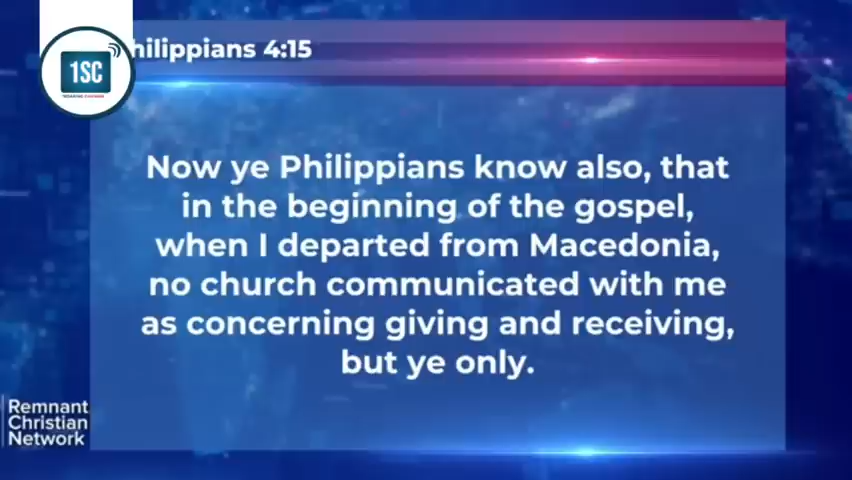 1SC
hilippians 4:15
Now ye Philippians know also, that
in the beginning of the gospel,
when I departed from Macedonia,
no church communicated with me
as concerning giving and receiving,
but ye only.
Remnant
Christian
Network